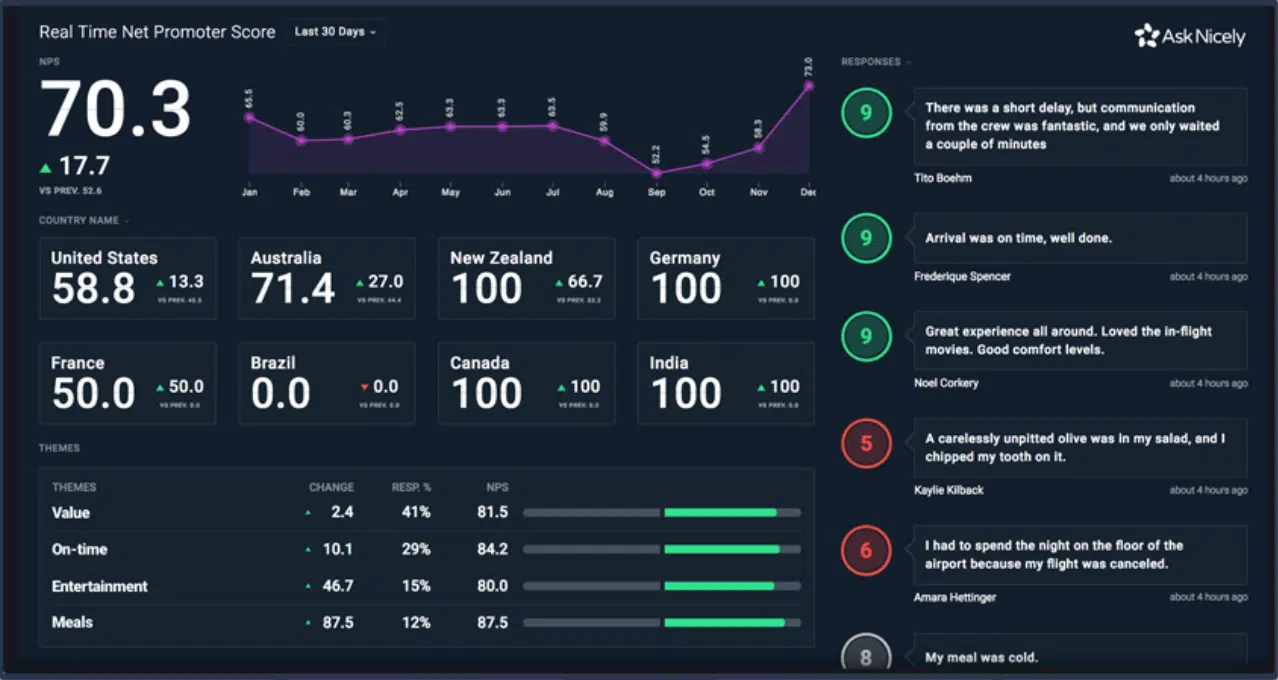 Real Time Net Promoter Score
Last 30 Days
AskNicely
NPS
70.3
17.7
VS PREV. 52.6
65.5
60.0
60.3
62.5
63.3
63.3
63.5
59.9
52.2
54.5
58.3
73.0
Jan
Feb
Mar
Apr
May
Jun
Jul
Aug
Sep
Oct
Nov
Dec
COUNTRY NAME
United States
58.8
13.3
VS PREV. 45.5
Australia
71.4
27.0
VS PREV. 44.4
New Zealand
100
66.7
VS PREV. 33.3
Germany
100
100
VS PREV. 0.0
France
50.0
50.0
VS PREV. 0.0
Brazil
0.0
0.0
VS PREV. 0.0
Canada
100
100
VS PREV. 0.0
India
100
100
VS PREV. 0.0
THEMES
THEMES CHANGE RESP. % NPS
Value 2.4 41% 81.5
On-time 10.1 29% 84.2
Entertainment 46.7 15% 80.0
Meals 87.5 12% 87.5
RESPONSES
9
There was a short delay, but communication
from the crew was fantastic, and we only waited
a couple of minutes
Tito Boehm about 4 hours ago
9
Arrival was on time, well done.
Frederique Spencer about 4 hours ago
9
Great experience all around. Loved the in-flight
movies. Good comfort levels.
Noel Corkery about 4 hours ago
5
A carelessly unpitted olive was in my salad, and I
chipped my tooth on it.
Kaylie Kilback about 4 hours ago
6
I had to spend the night on the floor of the
airport because my flight was canceled.
Amara Hettinger about 4 hours ago
8
My meal was cold.